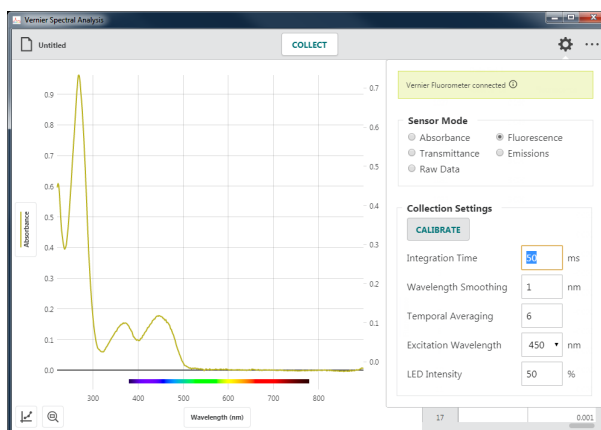 Vernier Spectral Analysis
Untitled
COLLECT
Vernier Fluorometer connected
Sensor Mode
Absorbance Fluorescence
Transmittance Emissions
Raw Data
Collection Settings
CALIBRATE
Integration Time 50 ms
Wavelength Smoothing 1 nm
Temporal Averaging 6
Excitation Wavelength 450 nm
LED Intensity 50 %
Absorbance
0.9
0.8
0.7
0.6
0.5
0.4
0.3
0.2
0.1
0.0
0.7
0.6
0.5
0.4
0.3
0.2
0.1
0.0
300 400 500 600 700 800
Wavelength (nm)
17 0.001